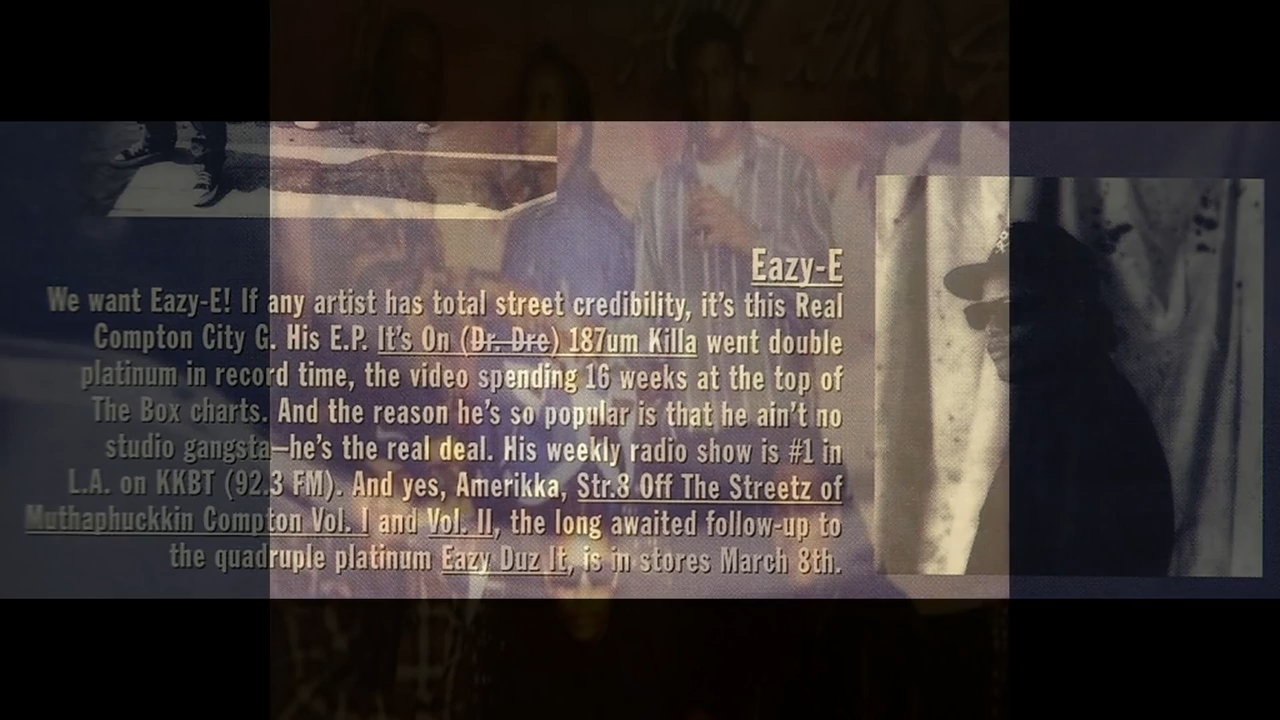 Eazy-E
We want Eazy-E! If any artist has total street credibility, it's this Real
Compton City G. His E.P. It's On (Dr. Dre) 187um Killa went double
platinum in record time, the video spending 16 weeks at the top of
The Box charts. And the reason he's so popular is that he ain't no
studio gangsta—he's the real deal. His weekly radio show is #1 in
L.A. on KKBT (92.3 FM). And yes, Amerikka, Str.8 Off The Streetz of
Muthaphuckkin Compton Vol. I and Vol. II, the long awaited follow-up to
the quadruple platinum Eazy Duz It, is in stores March 8th.